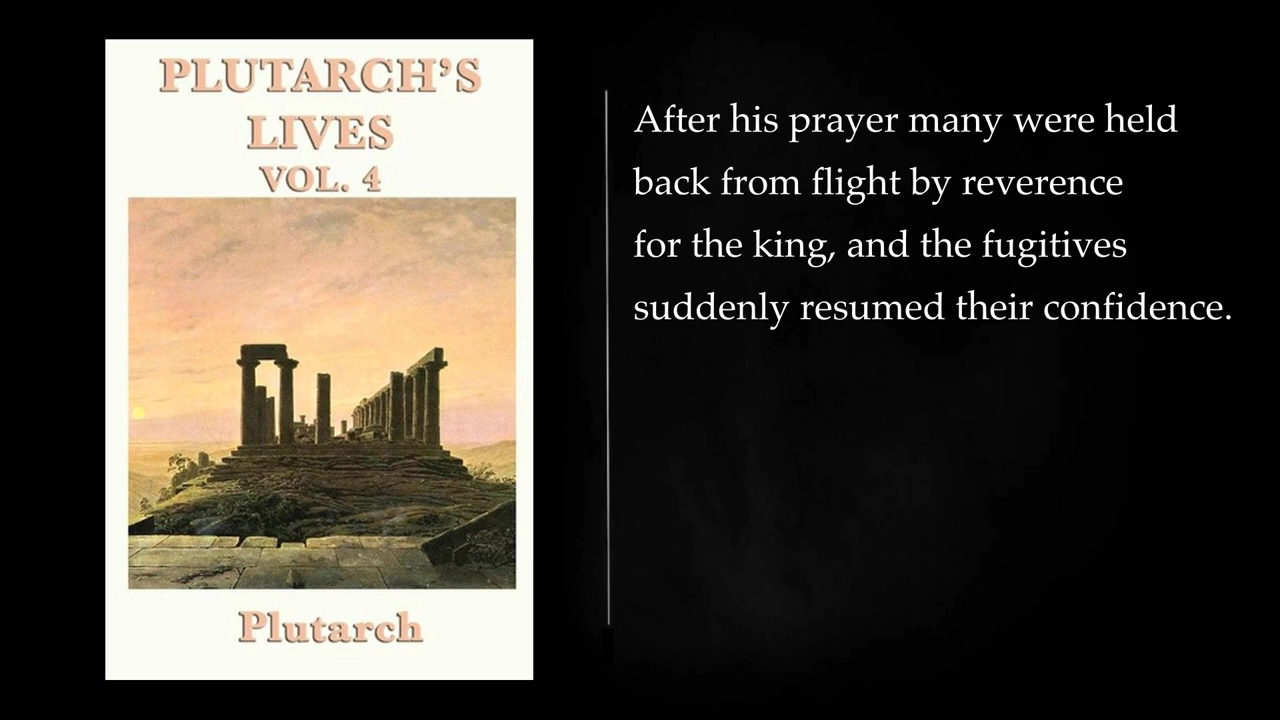 PLUTARCH'S
LIVES
VOL. 4
Plutarch
After his prayer many were held
back from flight by reverence
for the king, and the fugitives
suddenly resumed their confidence.